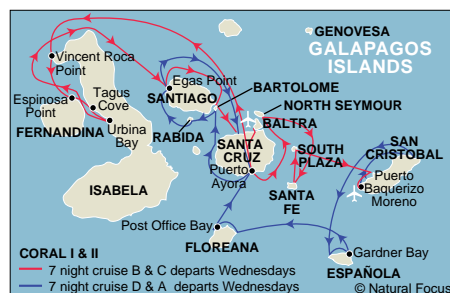 GENOVESA
GALAPAGOS
ISLANDS
Vincent Roca
Point
Egas Point
BARTOLOME
Tagus
Cove
SANTIAGO
NORTH SEYMOUR
Espinosa
Point
BALTRA
FERNANDINA
Urbina
Bay
RABIDA
SANTA
CRUZ
SOUTH
PLAZA
SAN
CRISTOBAL
Puerto
Ayora
Puerto
Baquerizo
Moreno
ISABELA
SANTA
FE
Post Office Bay
FLOREANA
Gardner Bay
ESPAÑOLA
CORAL I & II
7 night cruise B & C departs Wednesdays
7 night cruise D & A departs Wednesdays
© Natural Focus